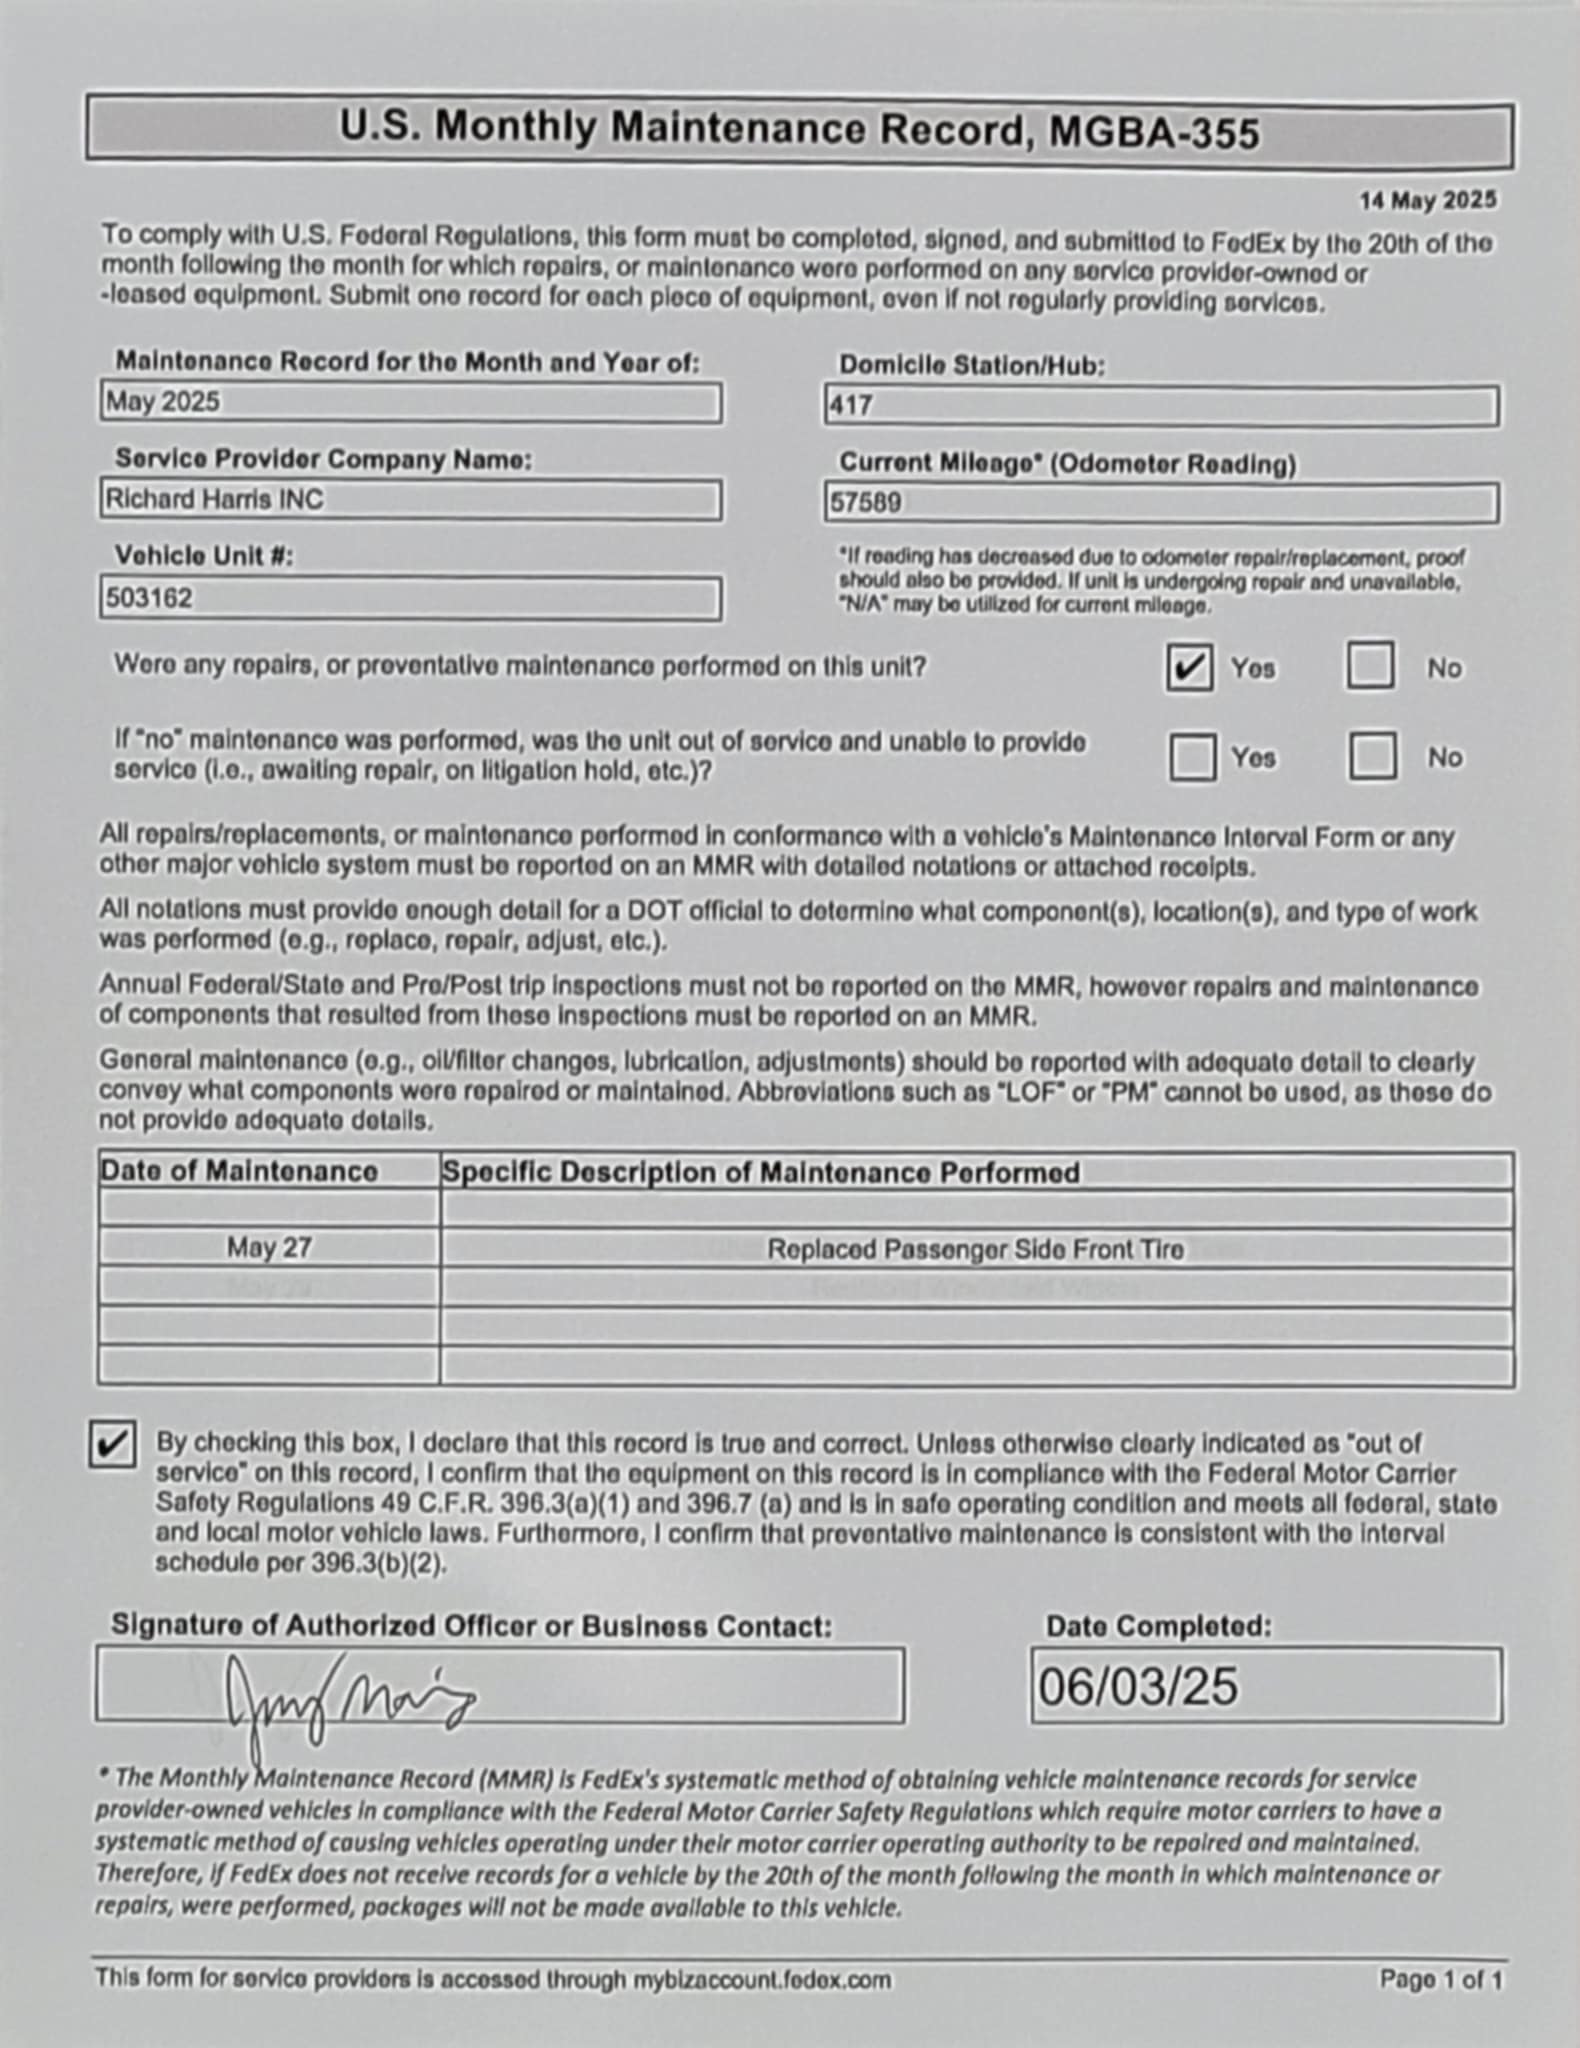 U.S. Monthly Maintenance Record, MGBA-355
14 May 2025
To comply with U.S. Federal Regulations, this form must be completed, signed, and submitted to FedEx by the 20th of the
month following the month for which repairs, or maintenance were performed on any service provider-owned or
-leased equipment. Submit one record for each piece of equipment, even if not regularly providing services.
Maintenance Record for the Month and Year of:
May 2025
Domicile Station/Hub:
417
Service Provider Company Name:
Richard Harris INC
Current Mileage* (Odometer Reading)
57589
Vehicle Unit #:
503162
*If reading has decreased due to odometer repair/replacement, proof
should also be provided. If unit is undergoing repair and unavailable,
"N/A" may be utilized for current mileage.
Were any repairs, or preventative maintenance performed on this unit? ✔ Yes No
If "no" maintenance was performed, was the unit out of service and unable to provide
service (i.e., awaiting repair, on litigation hold, etc.)? Yes No
All repairs/replacements, or maintenance performed in conformance with a vehicle's Maintenance Interval Form or any
other major vehicle system must be reported on an MMR with detailed notations or attached receipts.
All notations must provide enough detail for a DOT official to determine what component(s), location(s), and type of work
was performed (e.g., replace, repair, adjust, etc.).
Annual Federal/State and Pre/Post trip inspections must not be reported on the MMR, however repairs and maintenance
of components that resulted from these inspections must be reported on an MMR.
General maintenance (e.g., oil/filter changes, lubrication, adjustments) should be reported with adequate detail to clearly
convey what components were repaired or maintained. Abbreviations such as "LOF" or "PM" cannot be used, as these do
not provide adequate details.
Date of Maintenance Specific Description of Maintenance Performed
May 27 Replaced Passenger Side Front Tire
✔ By checking this box, I declare that this record is true and correct. Unless otherwise clearly indicated as "out of
service" on this record, I confirm that the equipment on this record is in compliance with the Federal Motor Carrier
Safety Regulations 49 C.F.R. 396.3(a)(1) and 396.7 (a) and is in safe operating condition and meets all federal, state
and local motor vehicle laws. Furthermore, I confirm that preventative maintenance is consistent with the interval
schedule per 396.3(b)(2).
Signature of Authorized Officer or Business Contact:
Date Completed:
06/03/25
* The Monthly Maintenance Record (MMR) is FedEx's systematic method of obtaining vehicle maintenance records for service
provider-owned vehicles in compliance with the Federal Motor Carrier Safety Regulations which require motor carriers to have a
systematic method of causing vehicles operating under their motor carrier operating authority to be repaired and maintained.
Therefore, if FedEx does not receive records for a vehicle by the 20th of the month following the month in which maintenance or
repairs, were performed, packages will not be made available to this vehicle.
This form for service providers is accessed through mybizaccount.fedex.com
Page 1 of 1